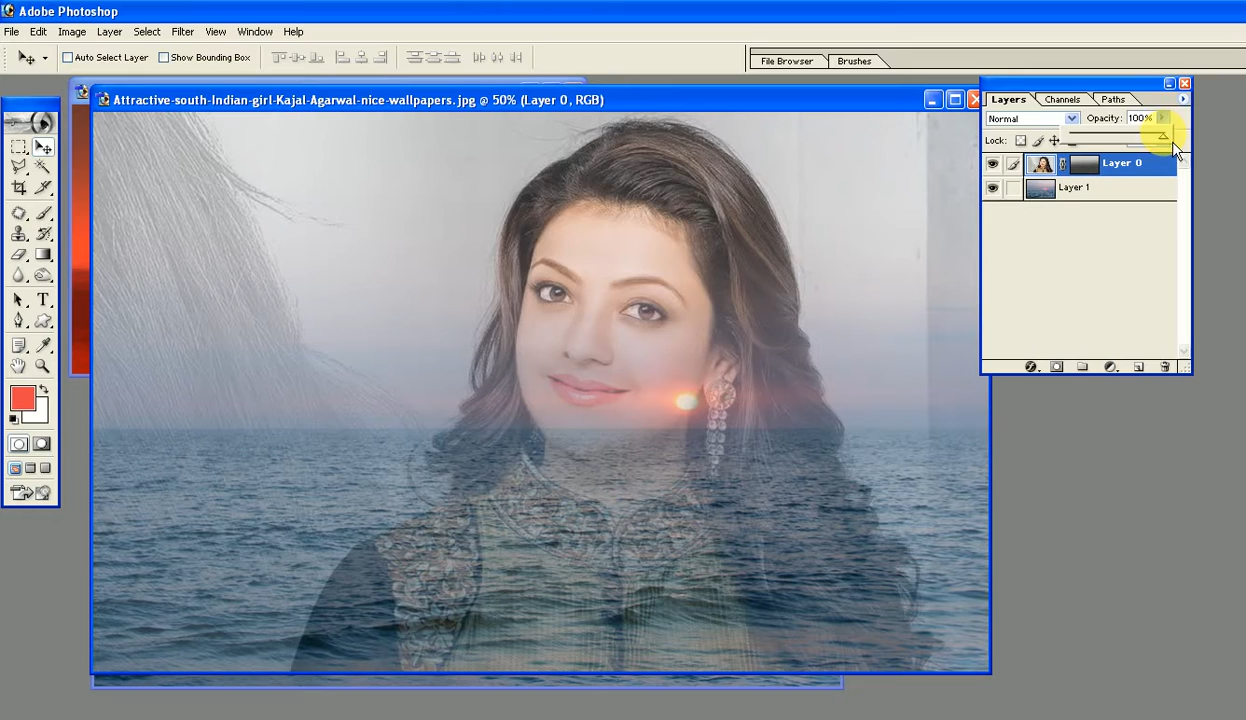 Adobe Photoshop
File Edit Image Layer Select Filter View Window Help
Auto Select Layer Show Bounding Box File Browser Brushes
Attractive-south-Indian-girl-Kajal-Agarwal-nice-wallpapers.jpg @ 50% (Layer 0, RGB)
Layers Channels Paths
Normal Opacity: 100%
Lock:
Layer 0
Layer 1
T